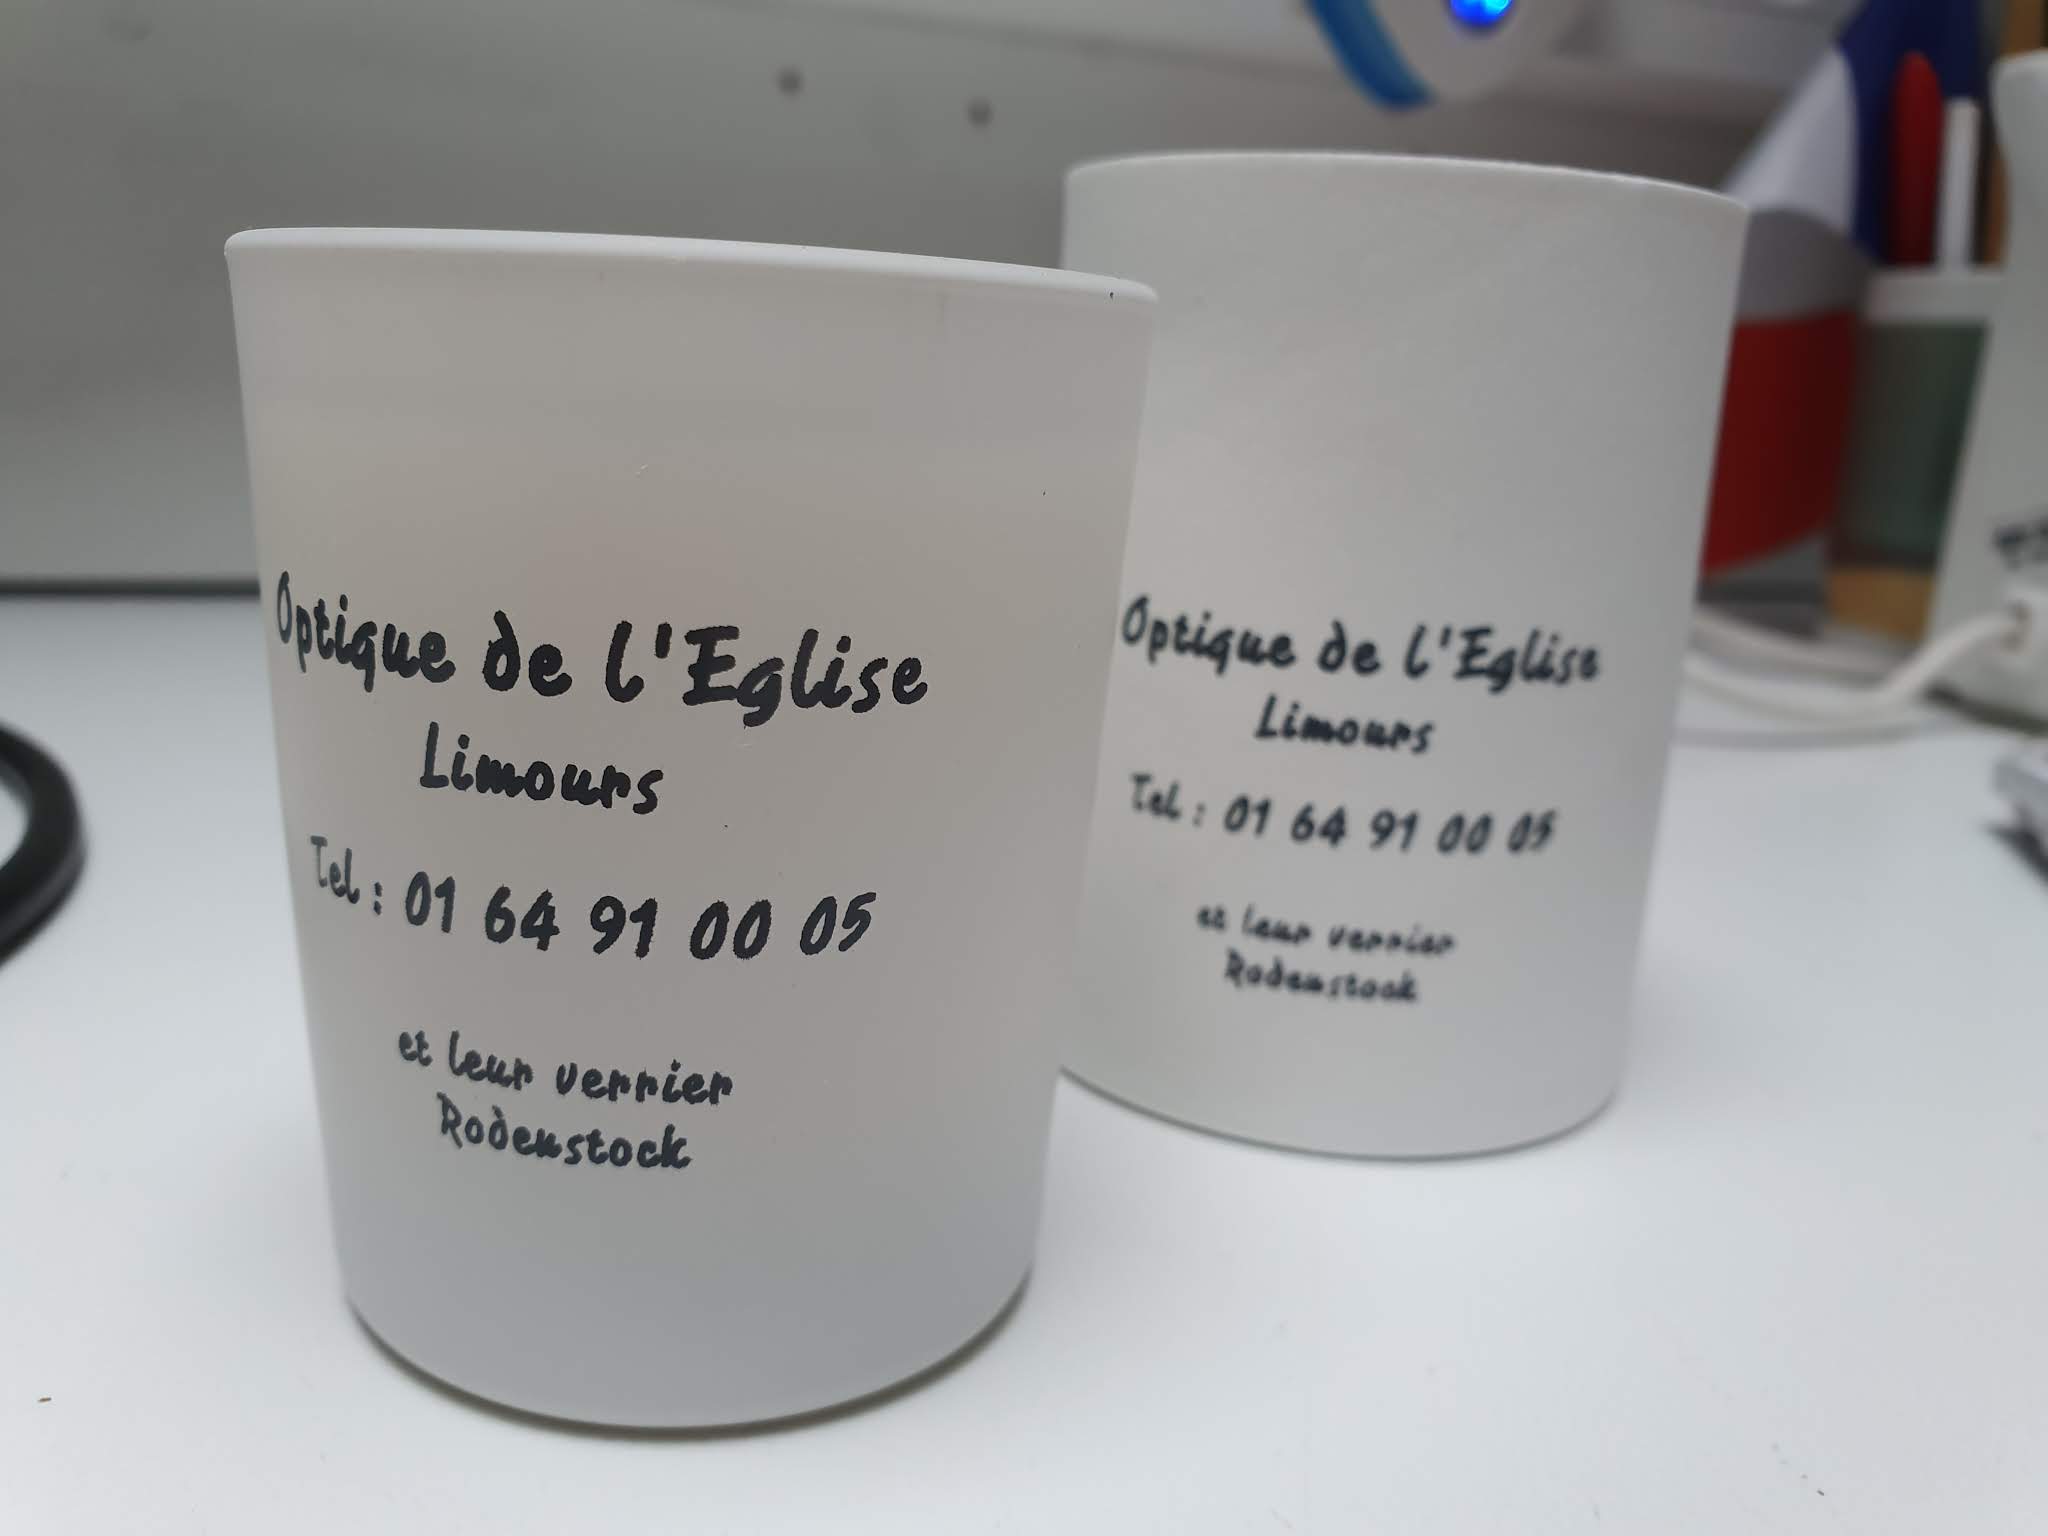 Optique de l'Eglise
Limours
Tel : 01 64 91 00 05
et leur verrier
Rodenstock
Optique de l'Eglise
Limours
Tel : 01 64 91 00 05
et leur verrier
Rodenstock